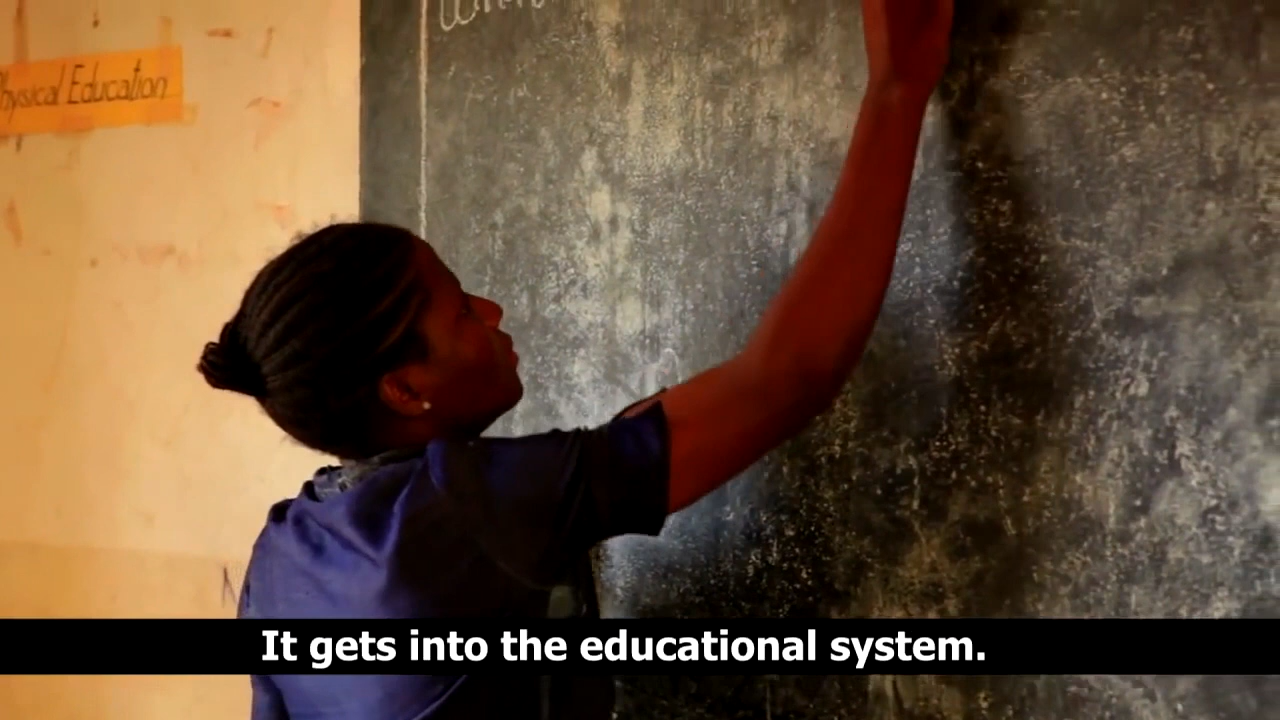 Physical Education
It gets into the educational system.